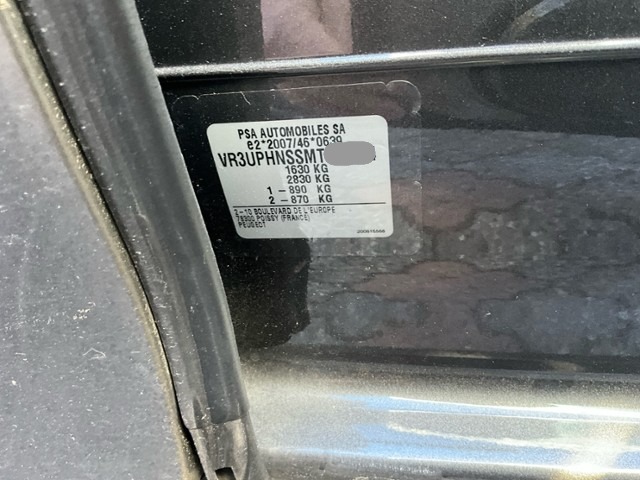 PSA AUTOMOBILES SA
e2*2007/46*0639
VR3UPHNSSMT
1630 KG
2830 KG
1 - 890 KG
2 - 870 KG
2-10 BOULEVARD DE L'EUROPE
78300 POISSY (FRANCE)
PEUGEOT